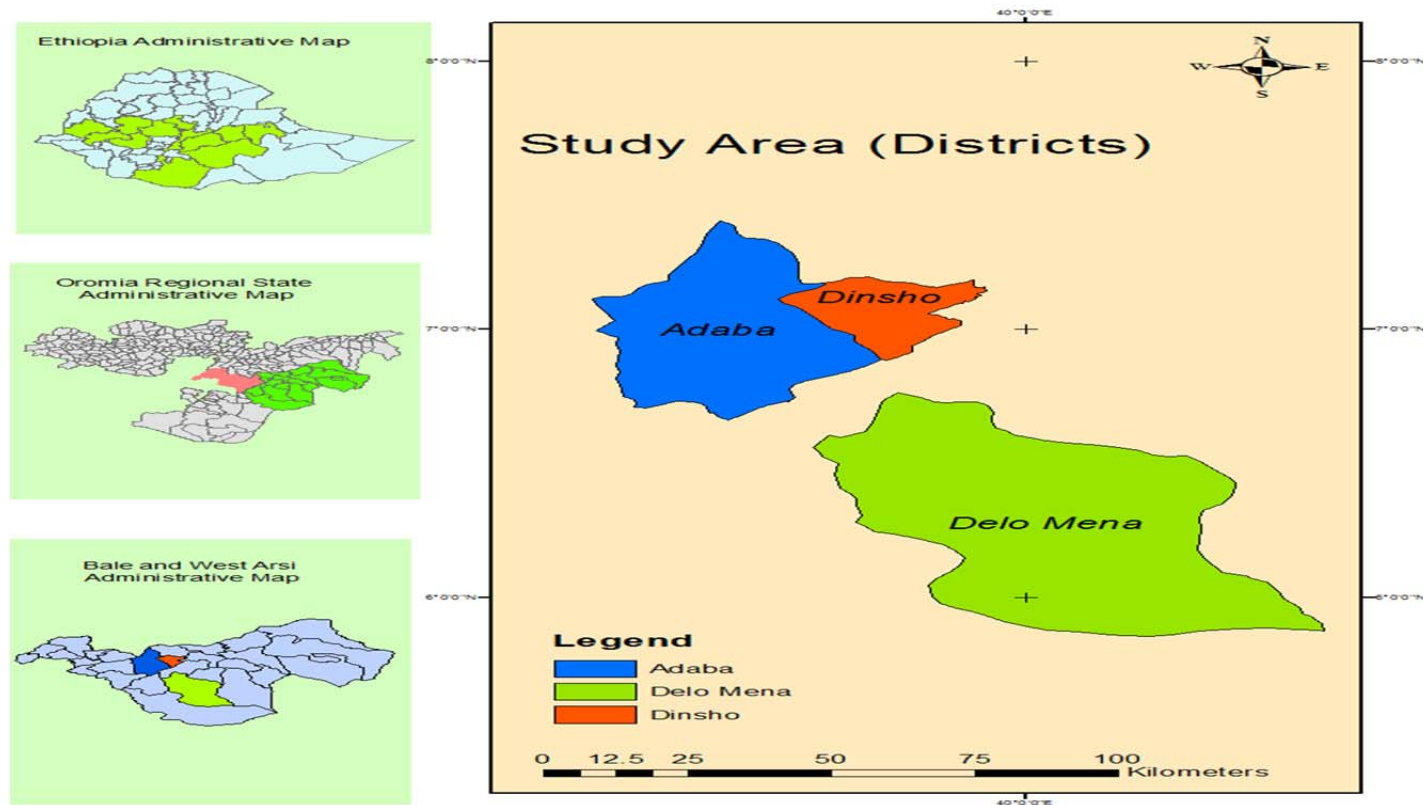 Ethiopia Administrative Map
Oromia Regional State
Administrative Map
Bale and West Arsi
Administrative Map
40°0'0"E
8°0'0"N
8°0'0"N
N
W
E
S
Study Area (Districts)
Dinsho
Adaba
7°0'0"N
7°0'0"N
Delo Mena
6°0'0"N
6°0'0"N
Legend
Adaba
Delo Mena
Dinsho
0 12.5 25 50 75 100
Kilometers
40°0'0"E